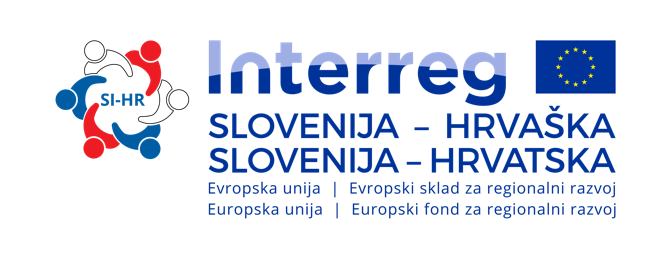 SI-HR
Interreg
SLOVENIJA – HRVAŠKA
SLOVENIJA – HRVATSKA
Evropska unija | Evropski sklad za regionalni razvoj
Europska unija | Europski fond za regionalni razvoj